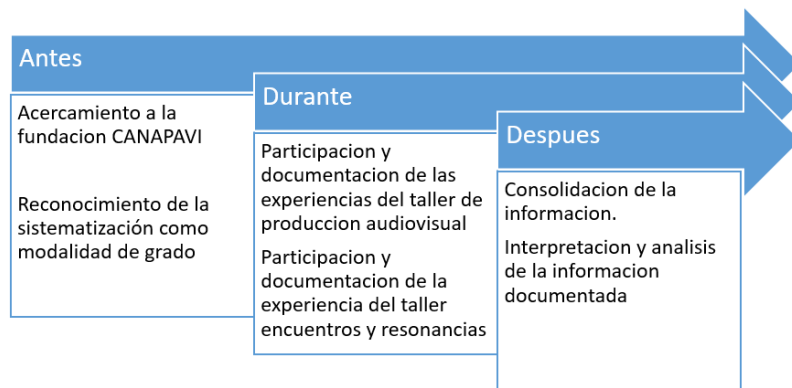 Antes
Acercamiento a la
fundacion CANAPAVI
Reconocimiento de la
sistematización como
modalidad de grado
Durante
Participacion y
documentacion de las
experiencias del taller de
produccion audiovisual
Participacion y
documentacion de la
experiencia del taller
encuentros y resonancias
Despues
Consolidacion de la
informacion.
Interpretacion y analisis
de la informacion
documentada